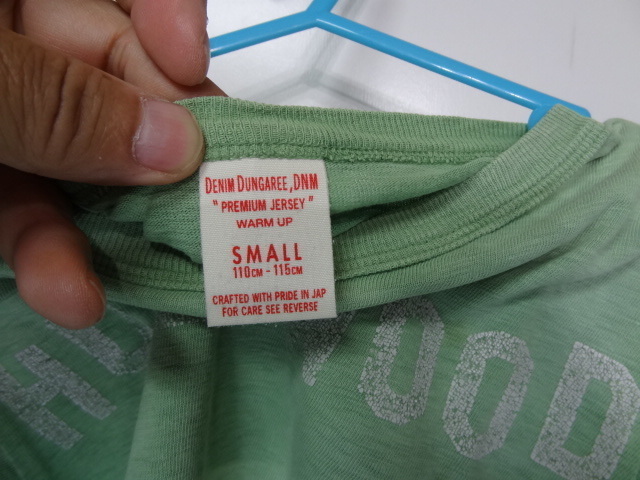 DENIM DUNGAREE,DNM
"PREMIUM JERSEY"
WARM UP
SMALL
110CM - 115CM
CRAFTED WITH PRIDE IN JAP
FOR CARE SEE REVERSE